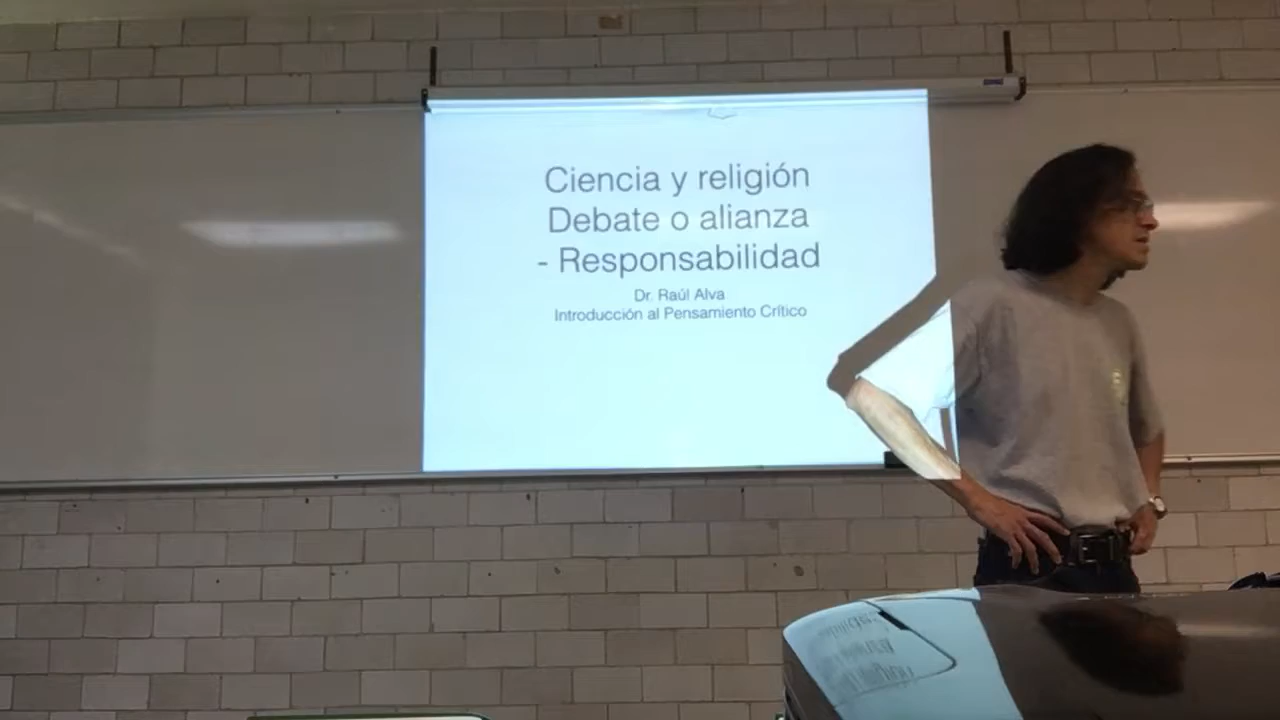 Ciencia y religión
Debate o alianza
- Responsabilidad
Dr. Raúl Alva
Introducción al Pensamiento Crítico